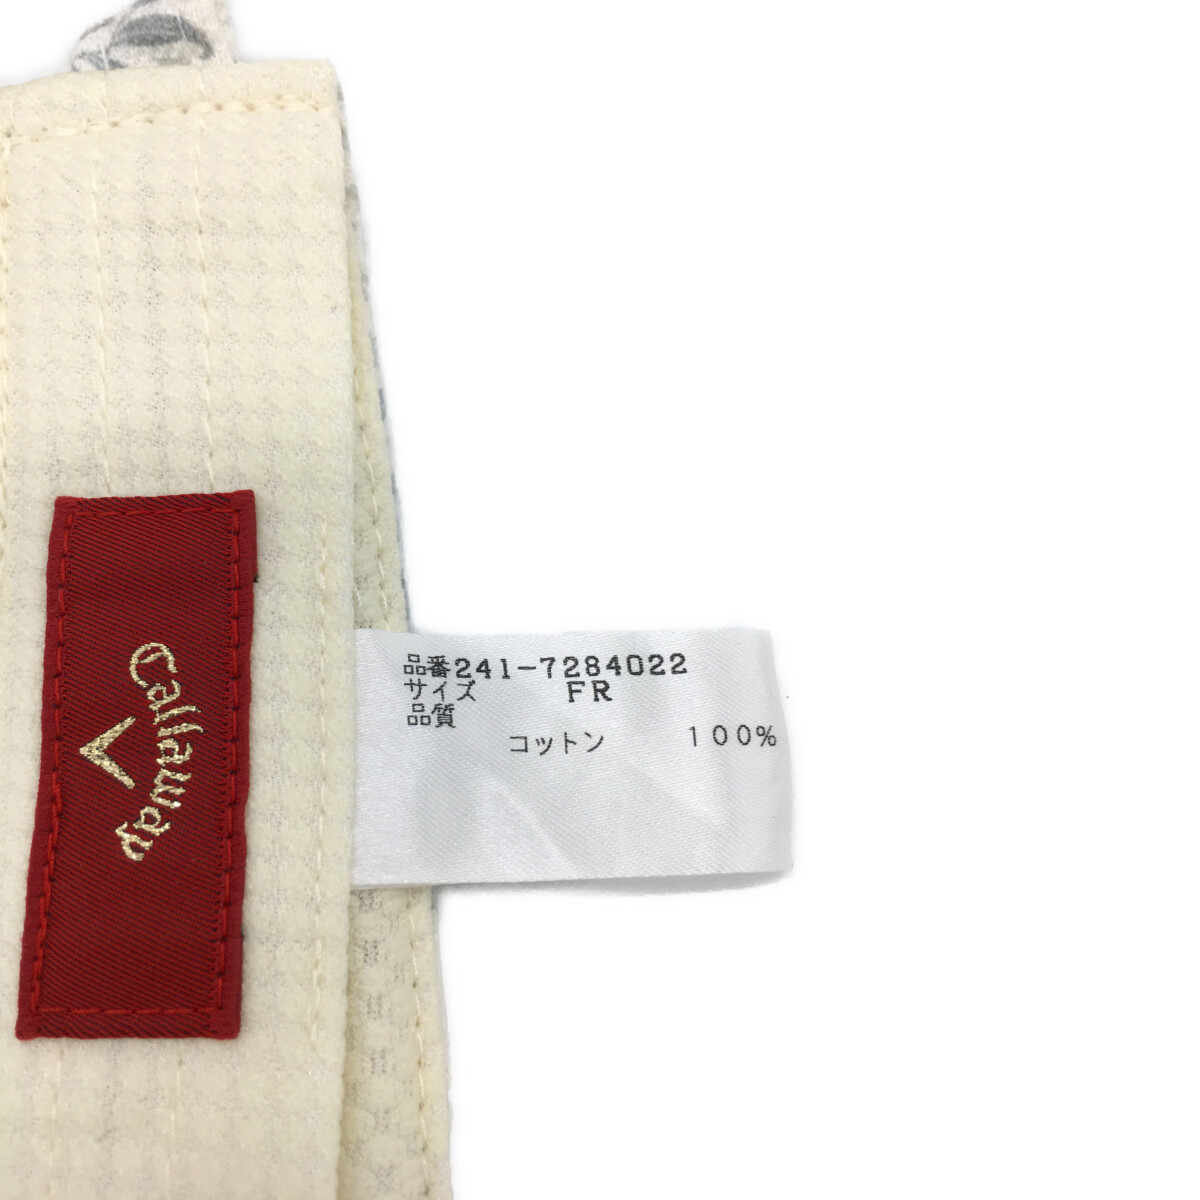 Callaway
品番241-7284022
サイズ FR
品質
コットン 100%